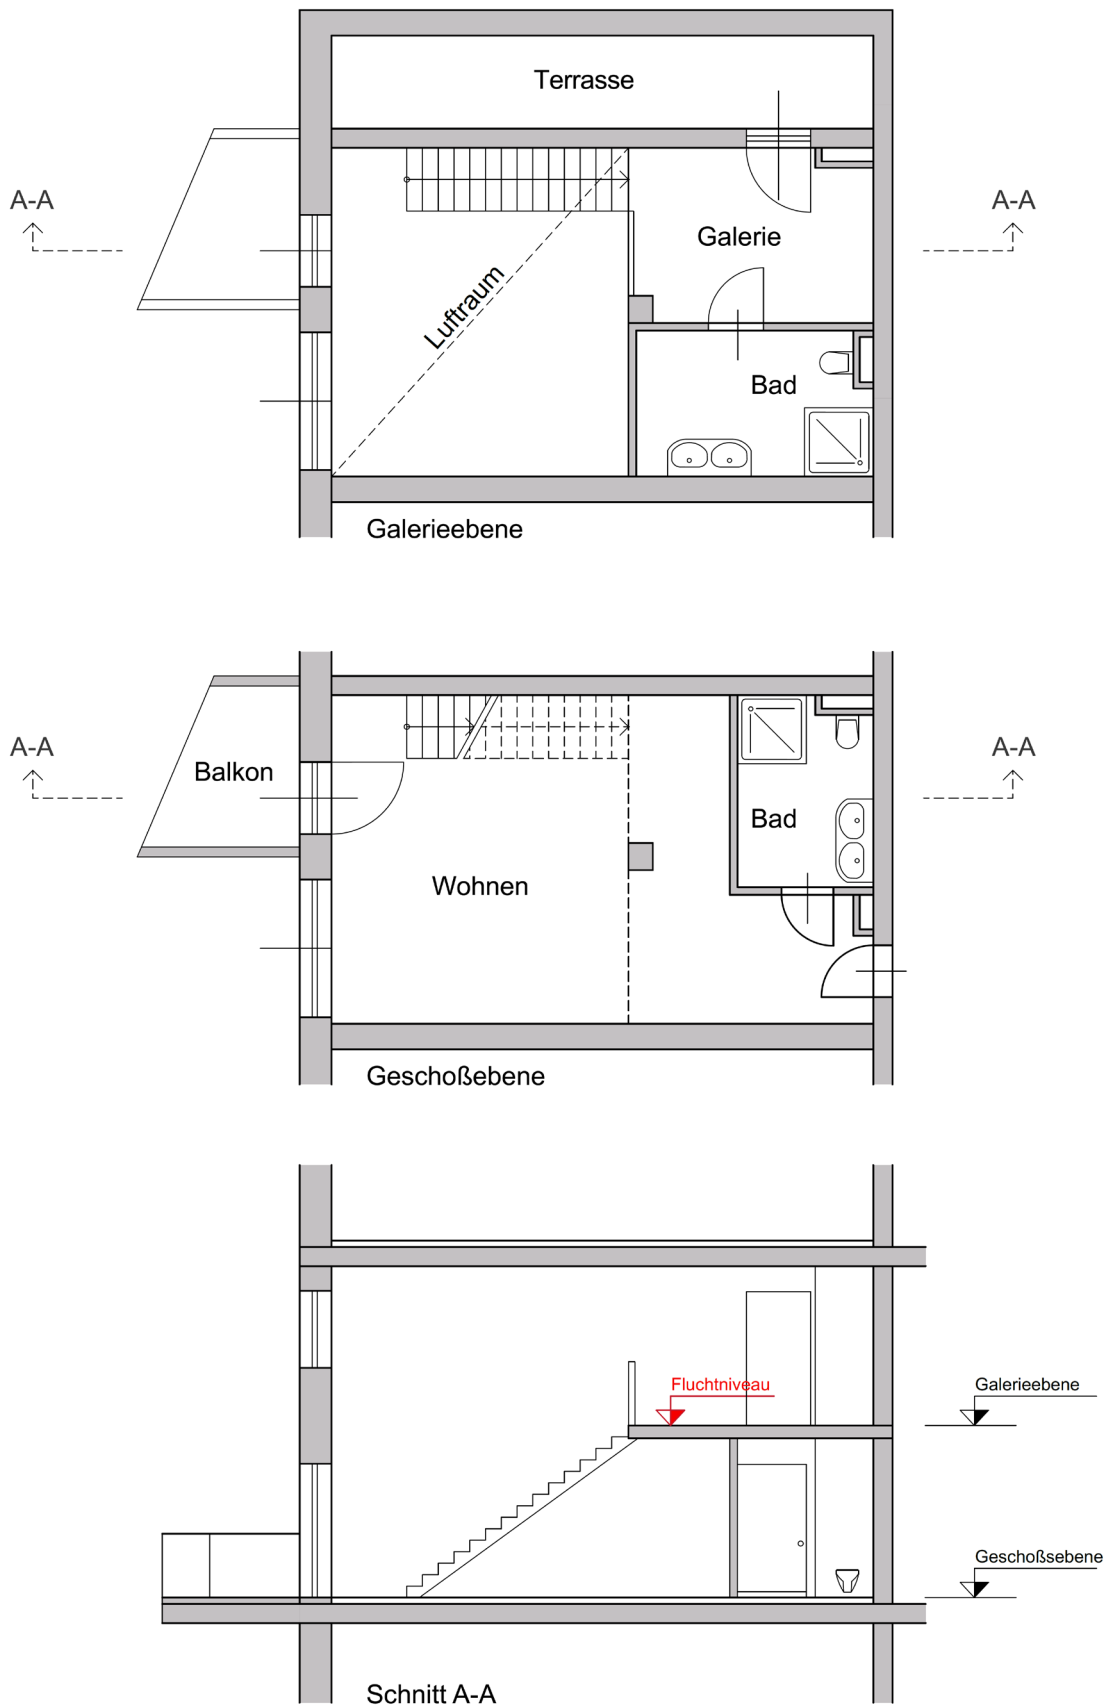 Terrasse
A-A
A-A
Galerie
Luftraum
Bad
Galerieebene
A-A
A-A
Balkon
Bad
Wohnen
Geschoßebene
Fluchtniveau
Galerieebene
Geschoßsebene
Schnitt A-A